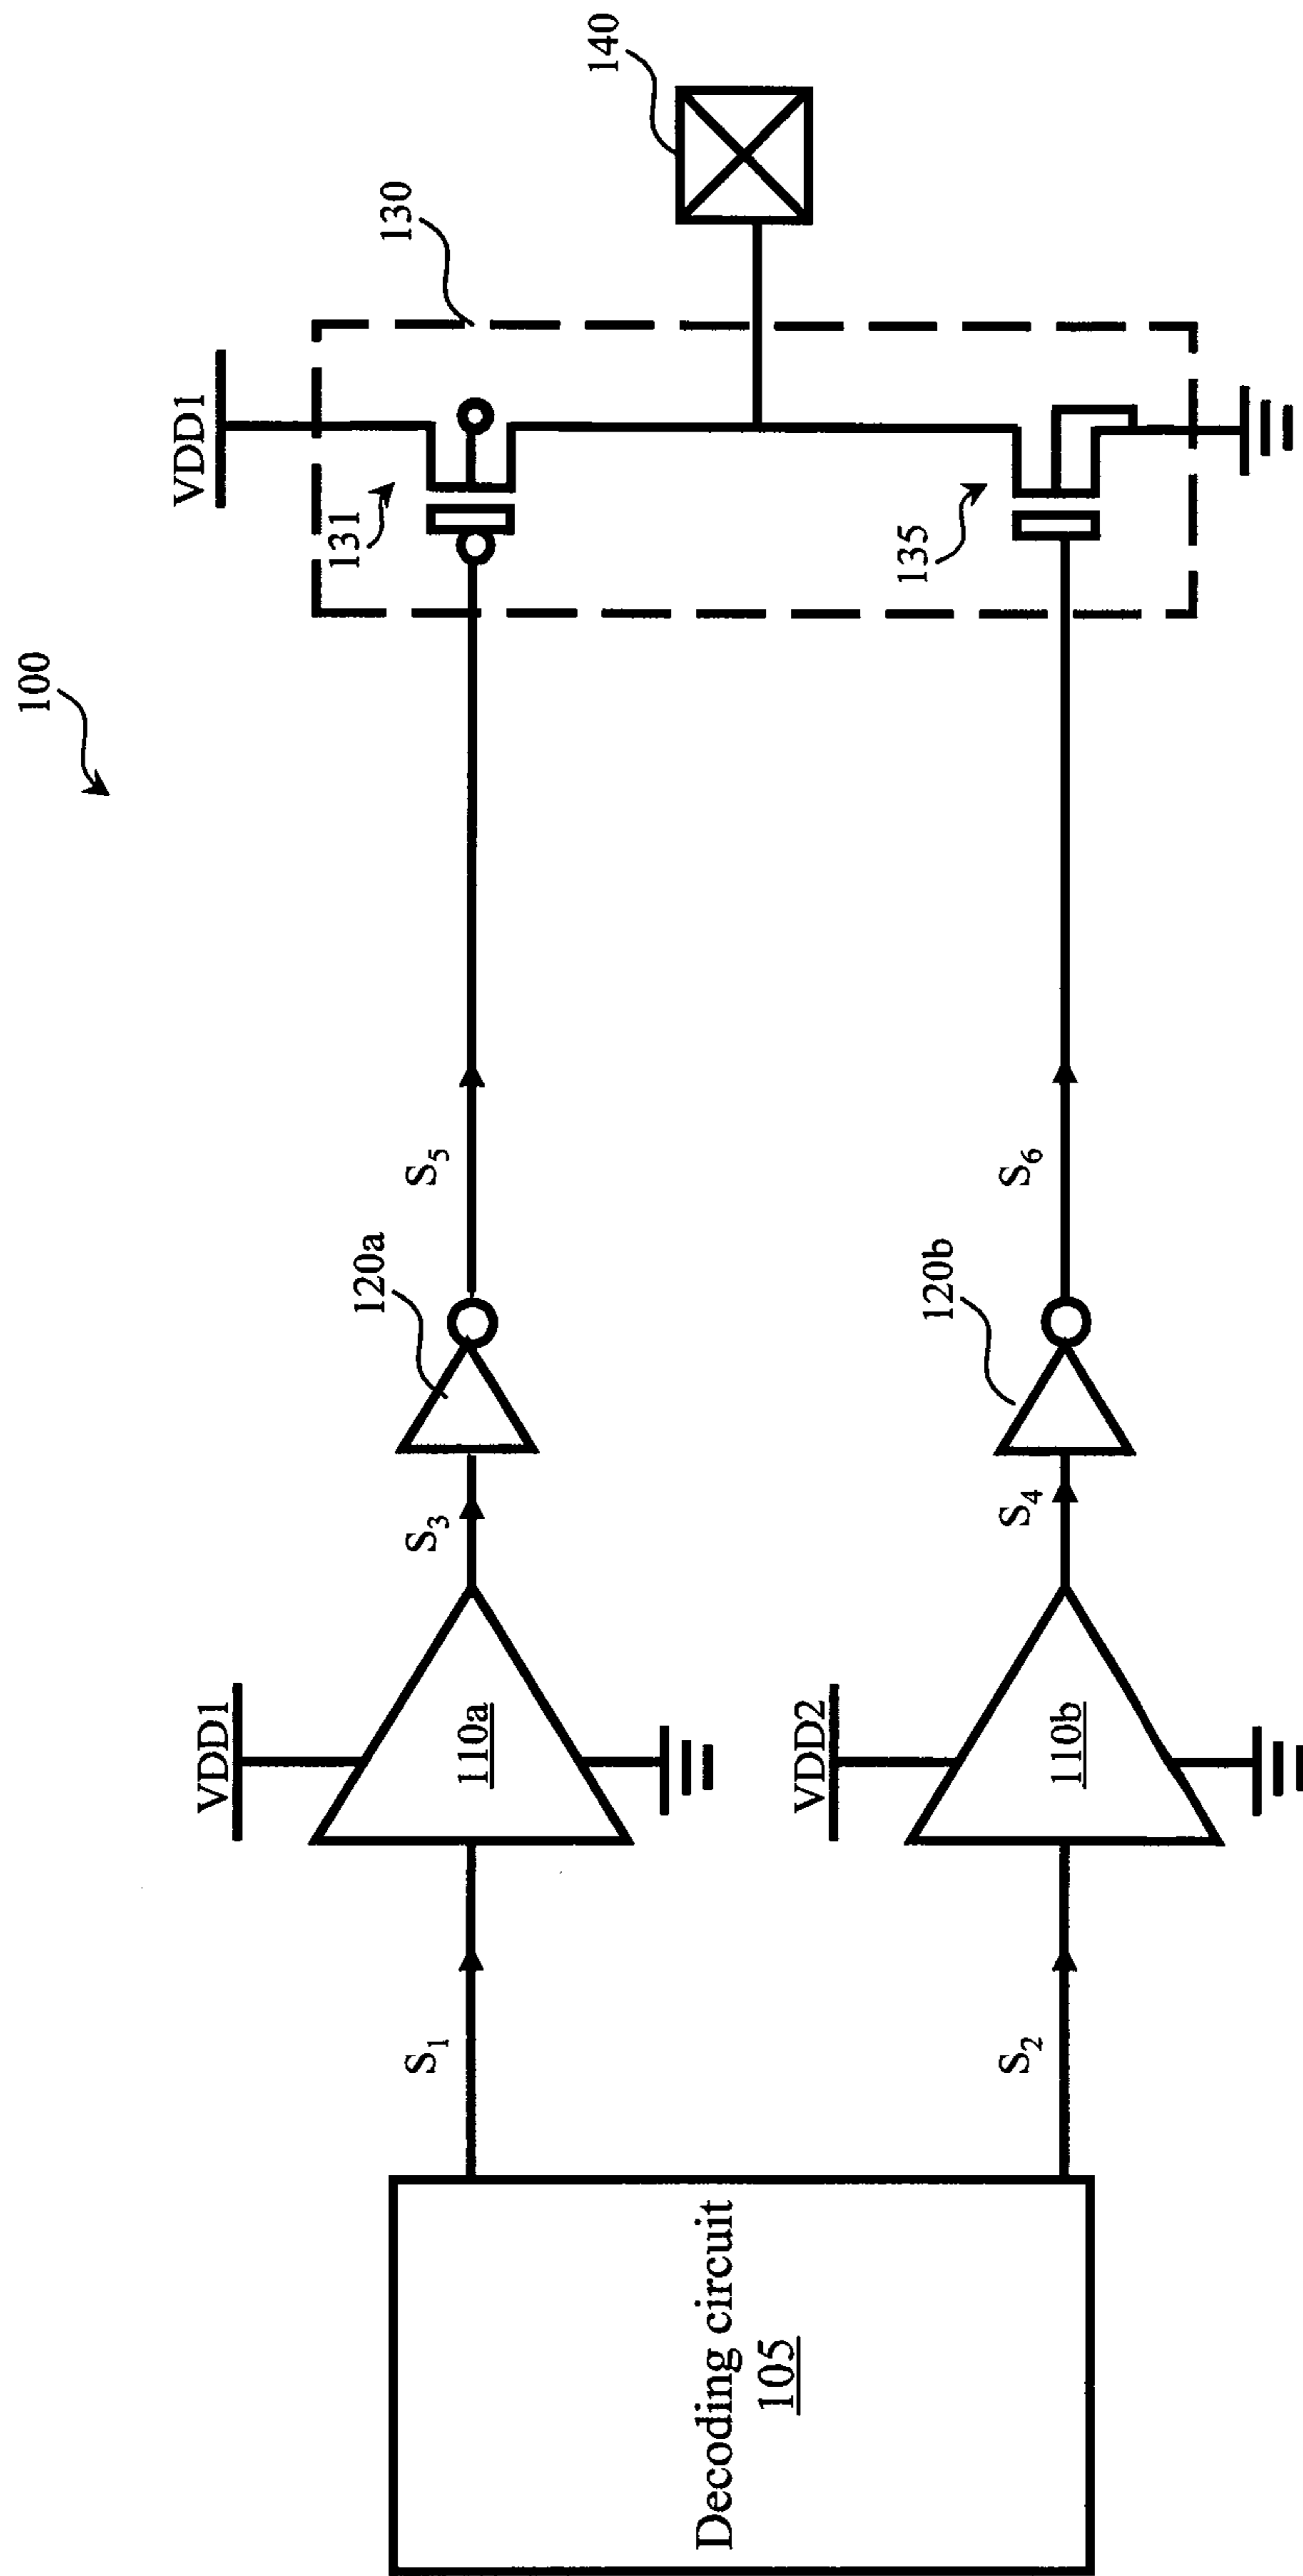 100
VDD1
130
140
131
135
VDD1
110a
S3
120a
S5
S1
Decoding circuit
105
S2
VDD2
110b
S4
120b
S6